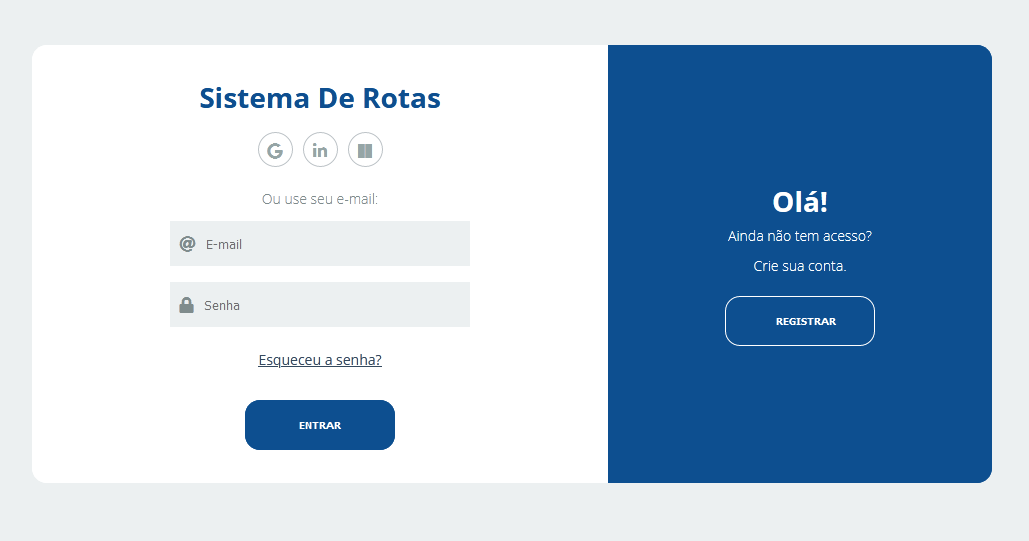 Sistema De Rotas
Ou use seu e-mail:
E-mail
Senha
Esqueceu a senha?
ENTRAR
Olá!
Ainda não tem acesso?
Crie sua conta.
REGISTRAR